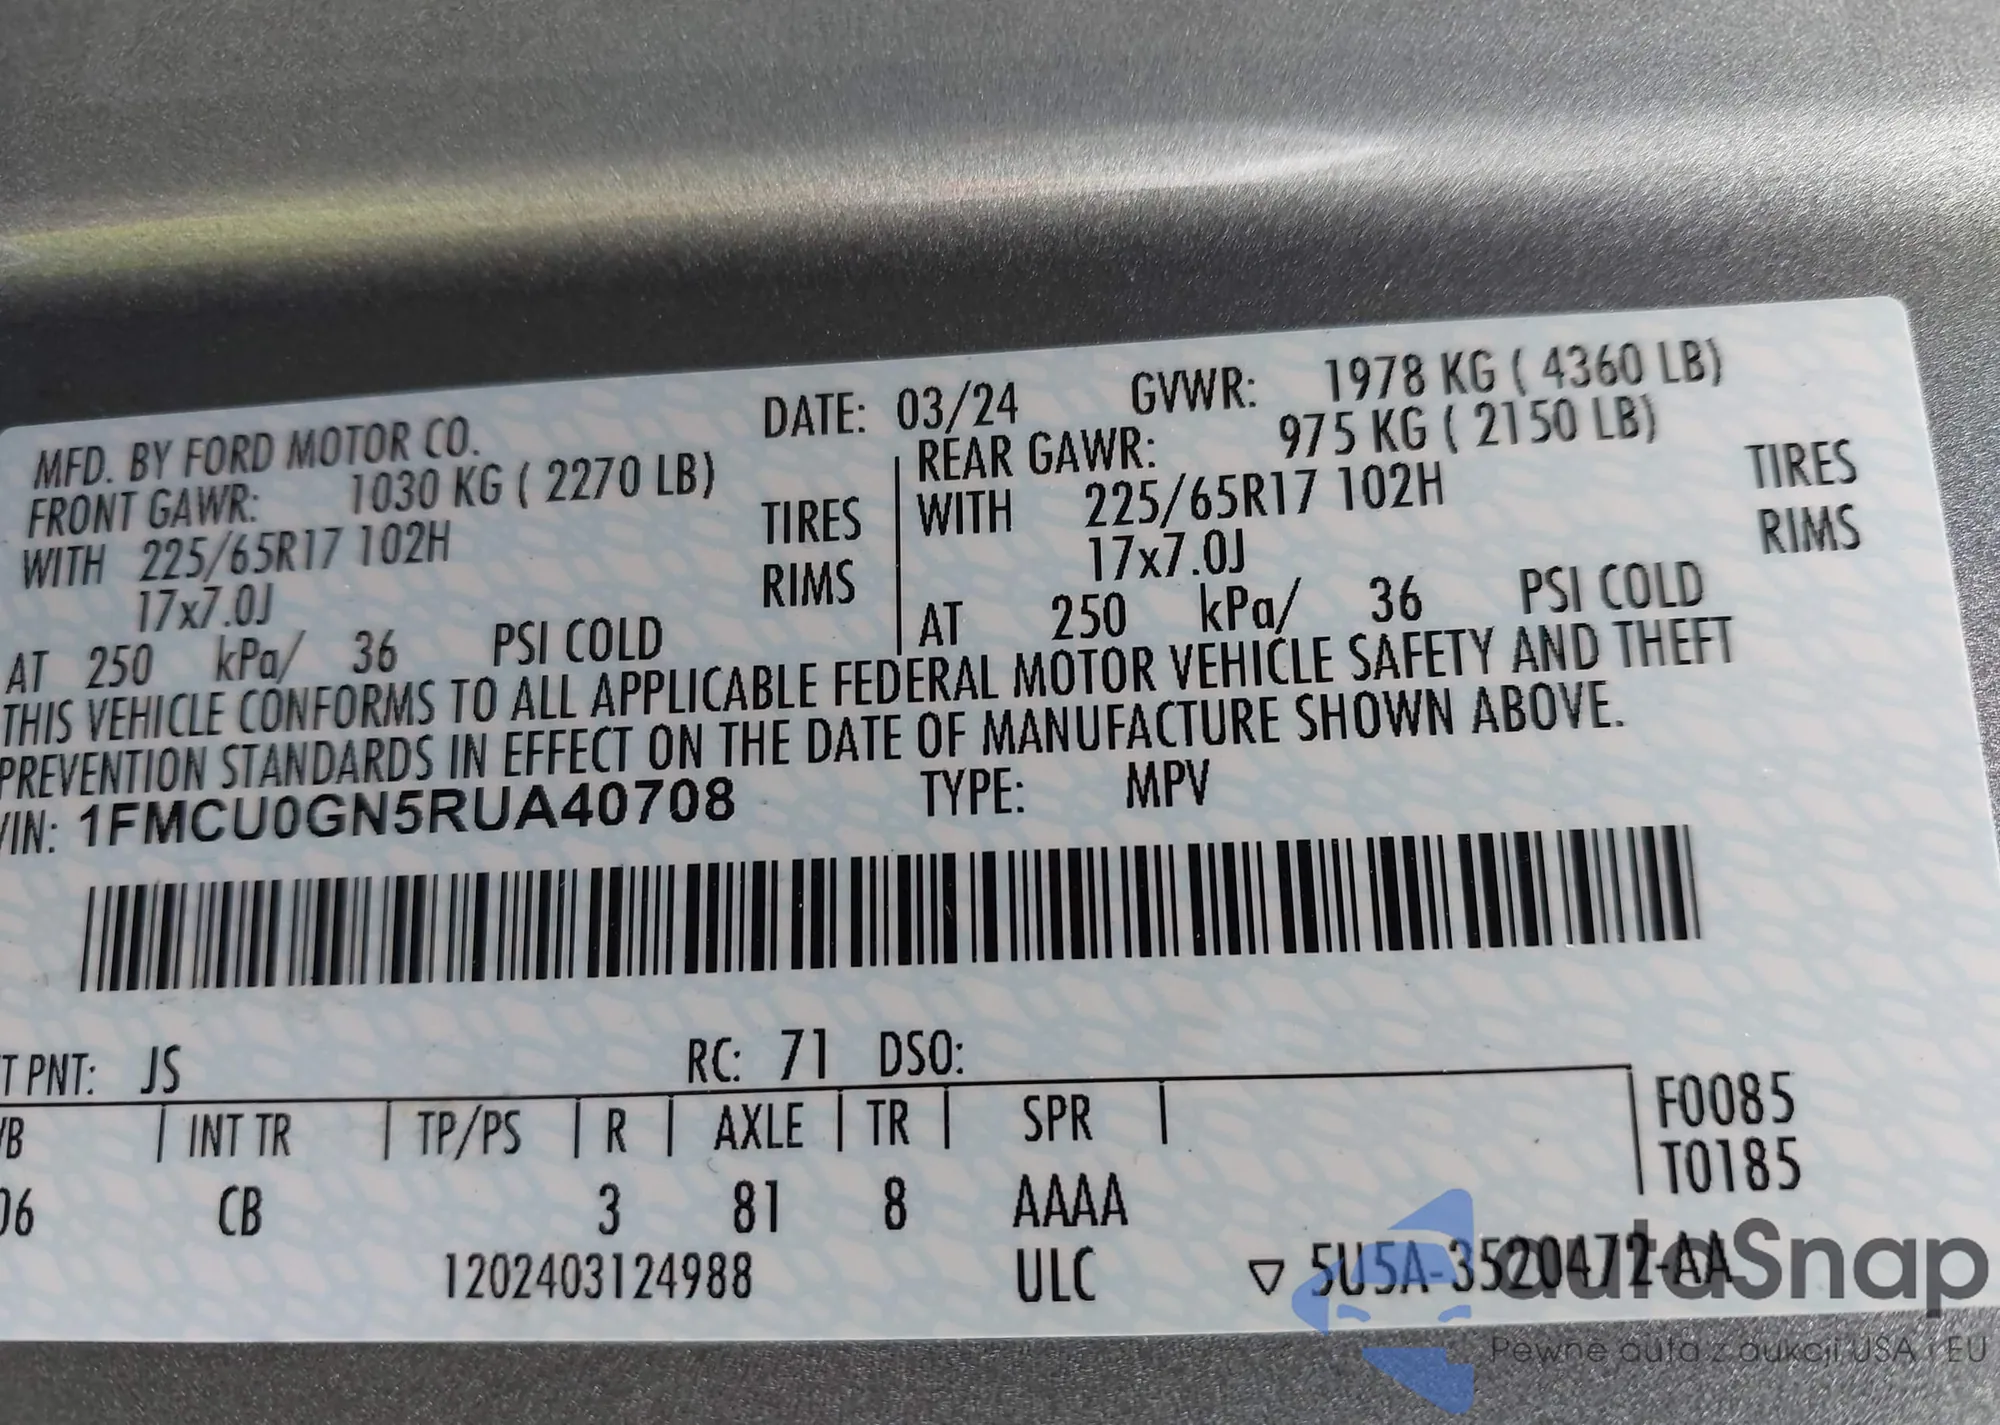 MFD. BY FORD MOTOR CO. DATE: 03/24 GVWR: 1978 KG ( 4360 LB)
FRONT GAWR: 1030 KG ( 2270 LB) REAR GAWR: 975 KG ( 2150 LB)
WITH 225/65R17 102H TIRES WITH 225/65R17 102H TIRES
17x7.0J RIMS 17x7.0J RIMS
AT 250 kPa/ 36 PSI COLD AT 250 kPa/ 36 PSI COLD
THIS VEHICLE CONFORMS TO ALL APPLICABLE FEDERAL MOTOR VEHICLE SAFETY AND THEFT
PREVENTION STANDARDS IN EFFECT ON THE DATE OF MANUFACTURE SHOWN ABOVE.
VIN: 1FMCU0GN5RUA40708 TYPE: MPV
T PNT: JS RC: 71 DSO:
B INT TR TP/PS R AXLE TR SPR F0085
06 CB 3 81 8 AAAA T0185
1202403124988 ULC ▽ 5U5A-3520472-AA
autoSnap
Pewne auta z aukcji USA i EU